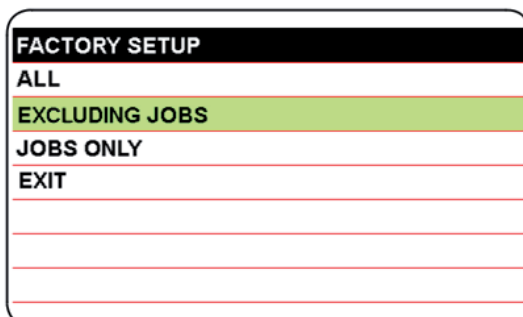 FACTORY SETUP
ALL
EXCLUDING JOBS
JOBS ONLY
EXIT